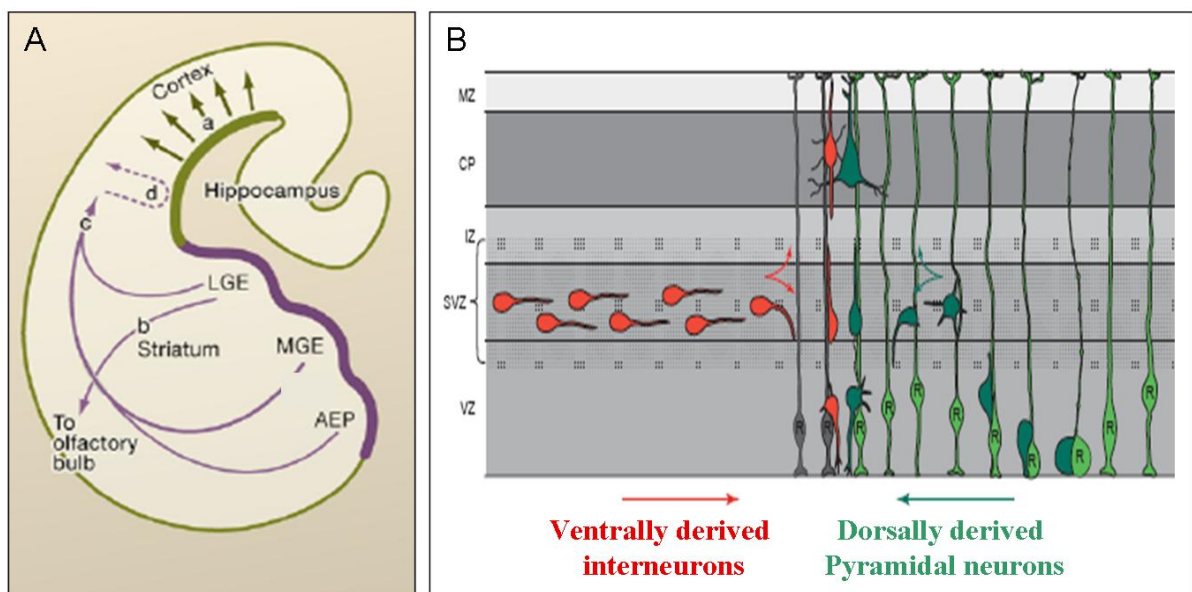 A
Cortex
a
Hippocampus
d
c
LGE
b
Striatum
MGE
AEP
To
olfactory
bulb
B
MZ
CP
IZ
SVZ
VZ
R
R
R
R
R
R
R
R
R
R
Ventrally derived
interneurons
Dorsally derived
Pyramidal neurons